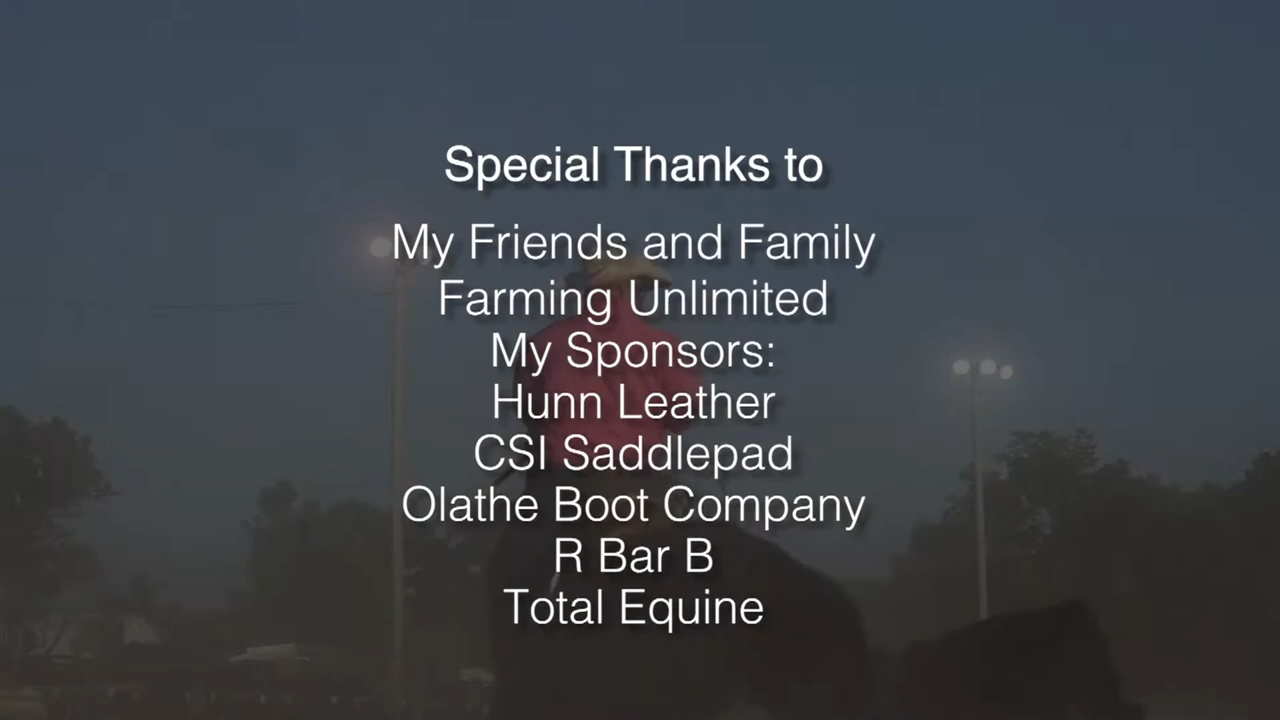 Special Thanks to
My Friends and Family
Farming Unlimited
My Sponsors:
Hunn Leather
CSI Saddlepad
Olathe Boot Company
R Bar B
Total Equine